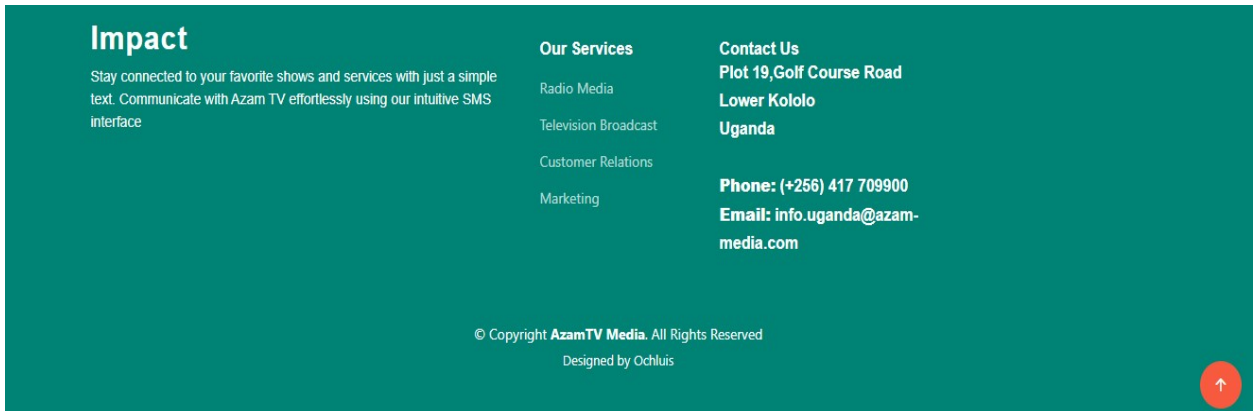 Impact
Stay connected to your favorite shows and services with just a simple
text. Communicate with Azam TV effortlessly using our intuitive SMS
interface
Our Services
Radio Media
Television Broadcast
Customer Relations
Marketing
Contact Us
Plot 19,Golf Course Road
Lower Kololo
Uganda
Phone: (+256) 417 709900
Email: info.uganda@azam-
media.com
© Copyright AzamTV Media. All Rights Reserved
Designed by Ochluis